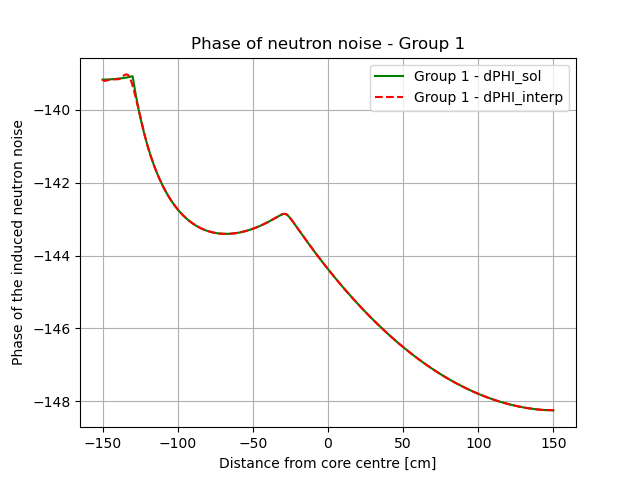 Phase of neutron noise - Group 1
Group 1 - dPHI_sol
Group 1 - dPHI_interp
Phase of the induced neutron noise
−140
−142
−144
−146
−148
−150
−100
−50
0
50
100
150
Distance from core centre [cm]